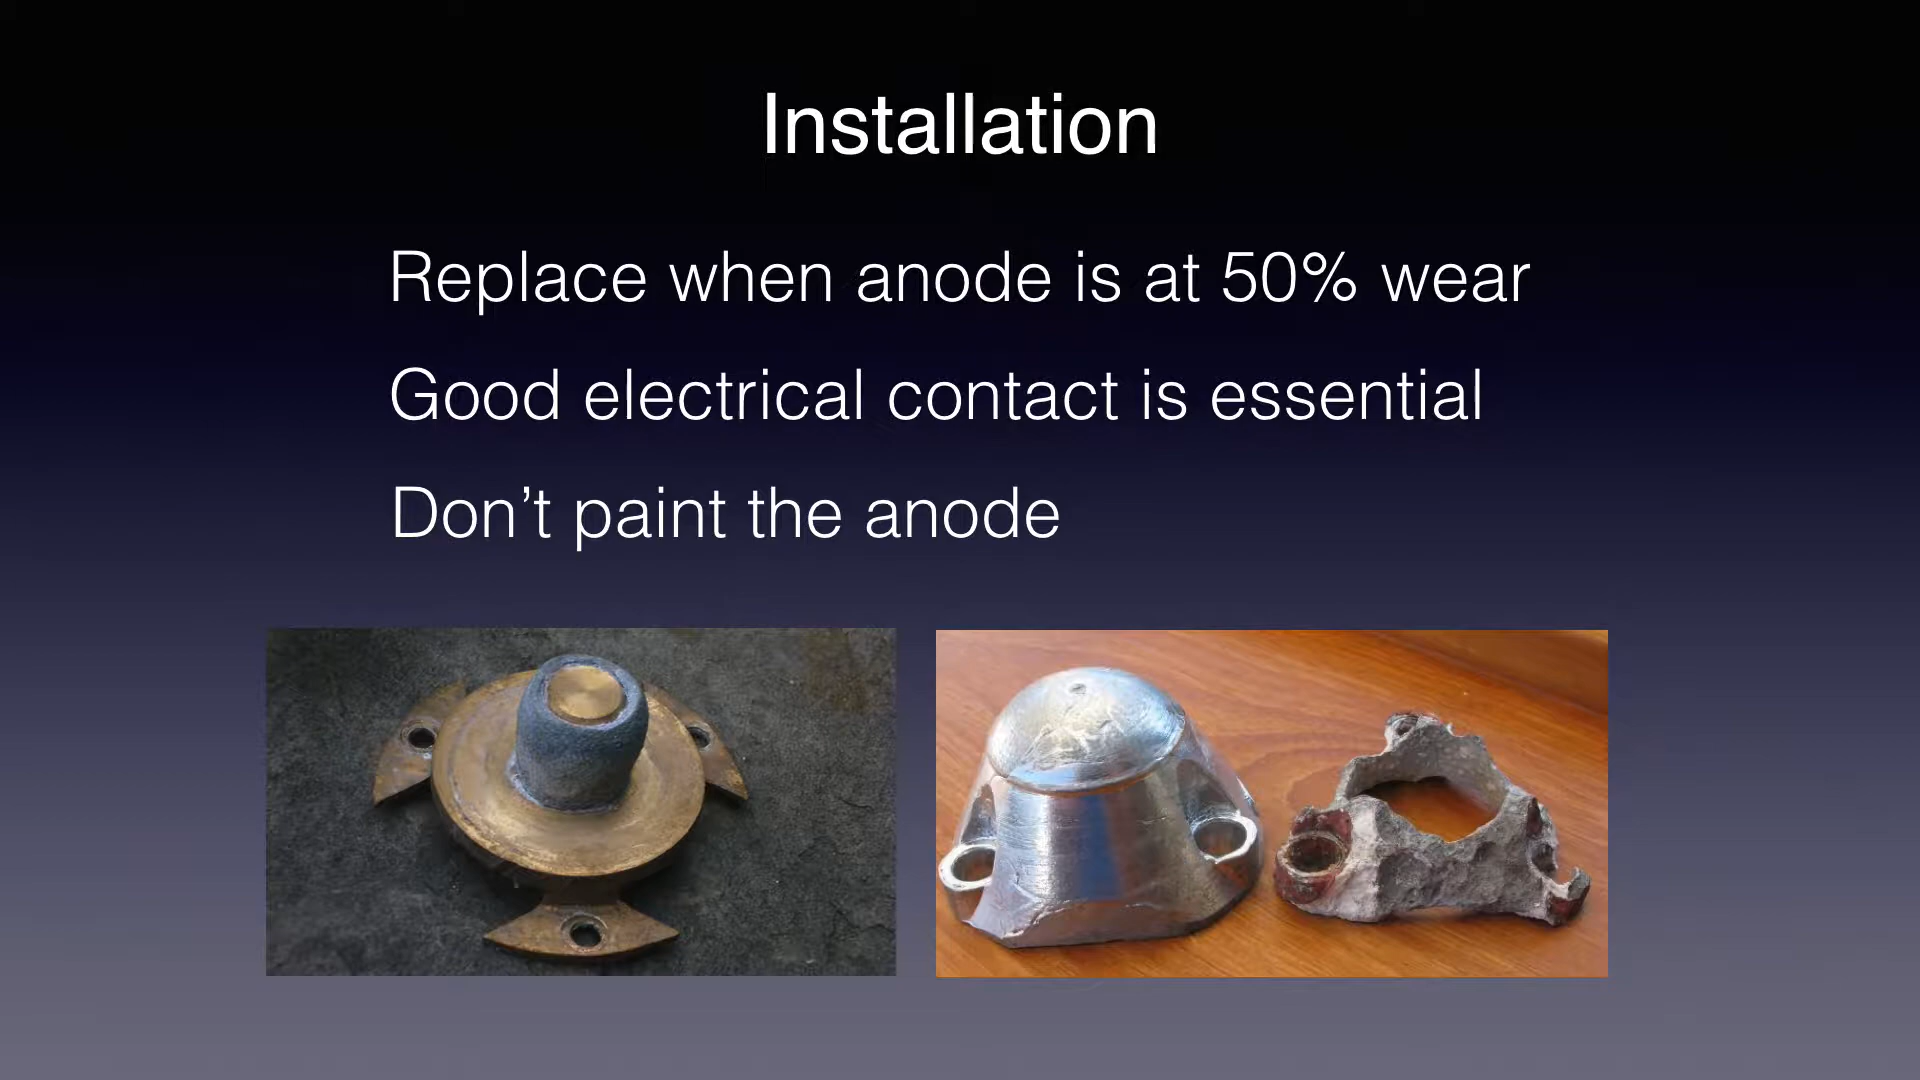 Installation
Replace when anode is at 50% wear
Good electrical contact is essential
Don’t paint the anode